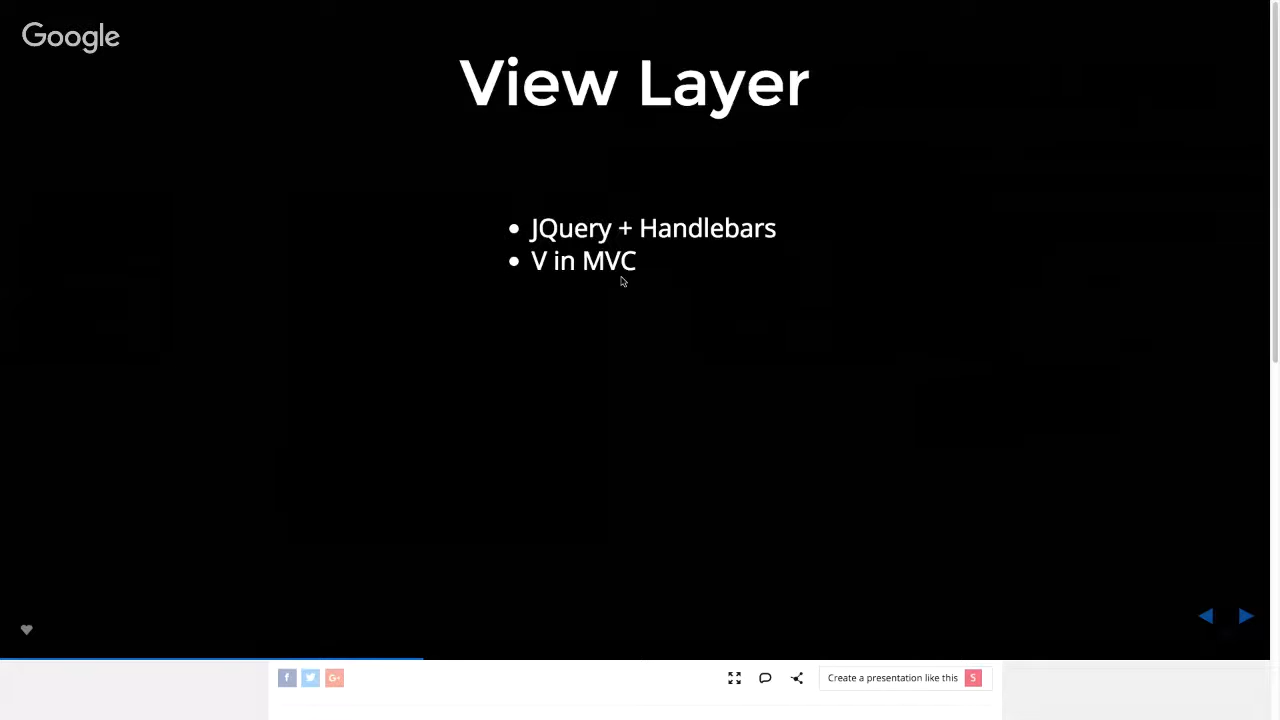 Google
View Layer
• JQuery + Handlebars
• V in MVC
f
G+
Create a presentation like this S